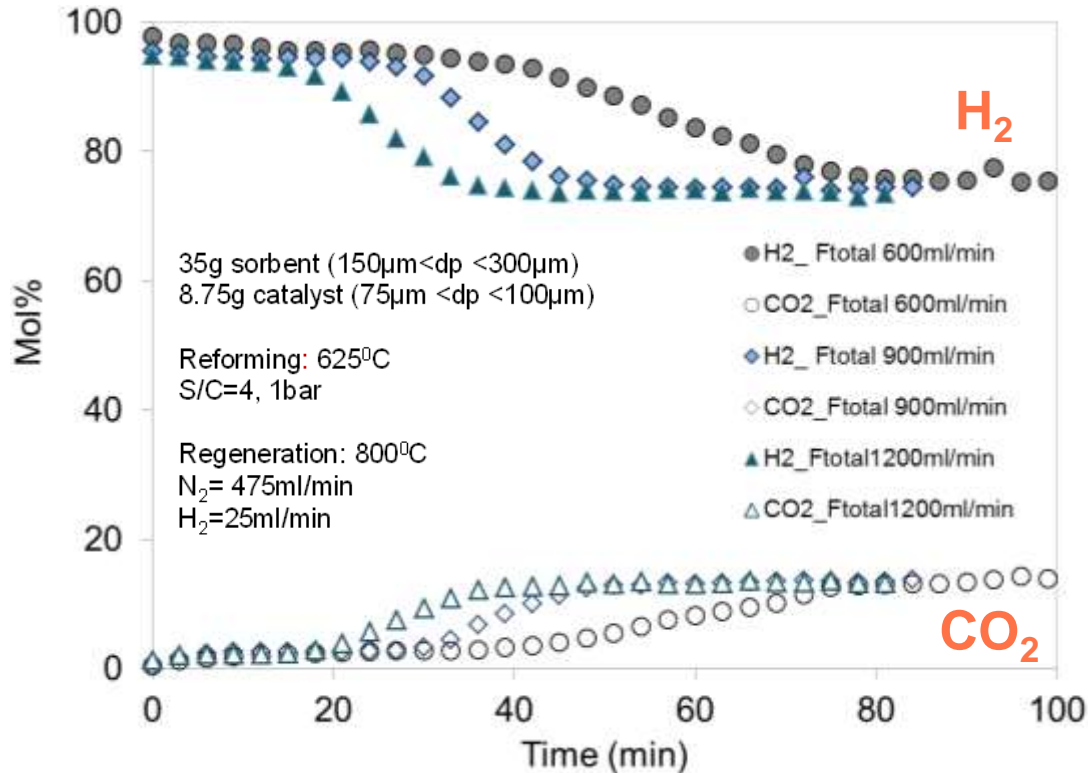 100
80
60
40
20
0
Mol%
H₂
35g sorbent (150µm<dp <300µm)
8.75g catalyst (75µm <dp <100µm)
Reforming: 625⁰C
S/C=4, 1bar
Regeneration: 800⁰C
N₂= 475ml/min
H₂=25ml/min
H2_ Ftotal 600ml/min
CO2_Ftotal 600ml/min
H2_ Ftotal 900ml/min
CO2_Ftotal 900ml/min
H2_Ftotal1200ml/min
CO2_Ftotal1200ml/min
CO₂
0 20 40 60 80 100
Time (min)